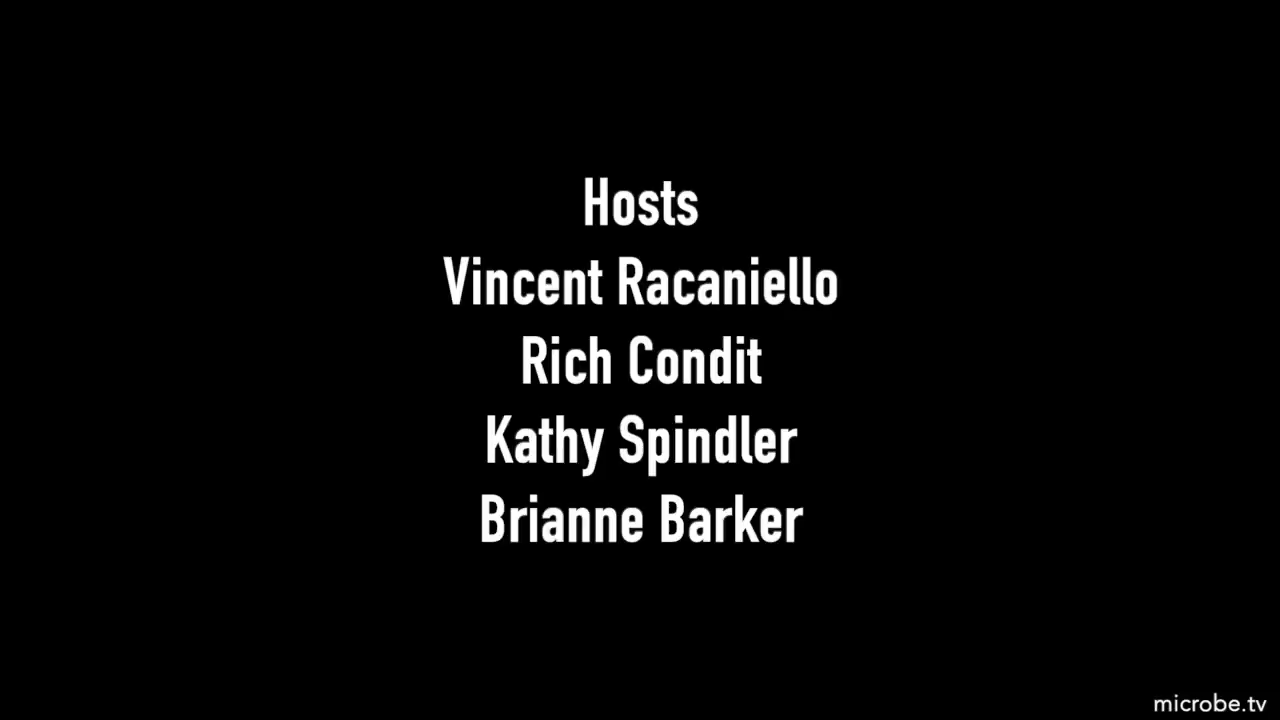 Hosts
Vincent Racaniello
Rich Condit
Kathy Spindler
Brianne Barker
microbe.tv